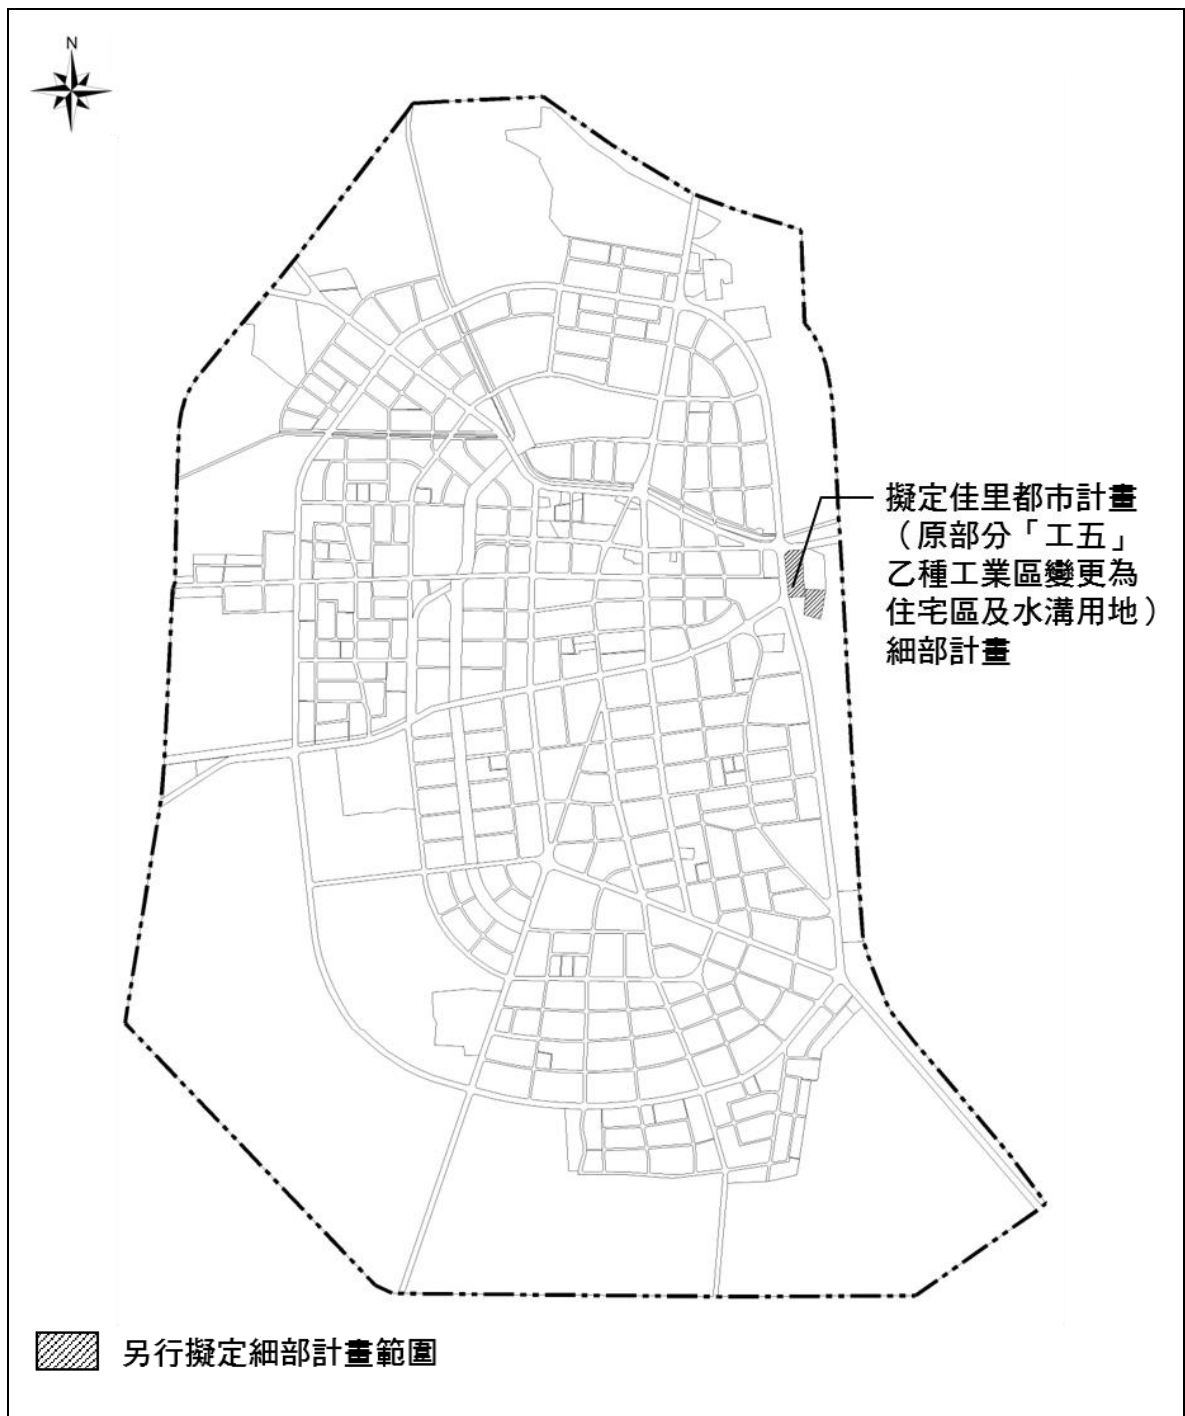 N
擬定佳里都市計畫
（原部分「工五」
乙種工業區變更為
住宅區及水溝用地）
細部計畫
另行擬定細部計畫範圍